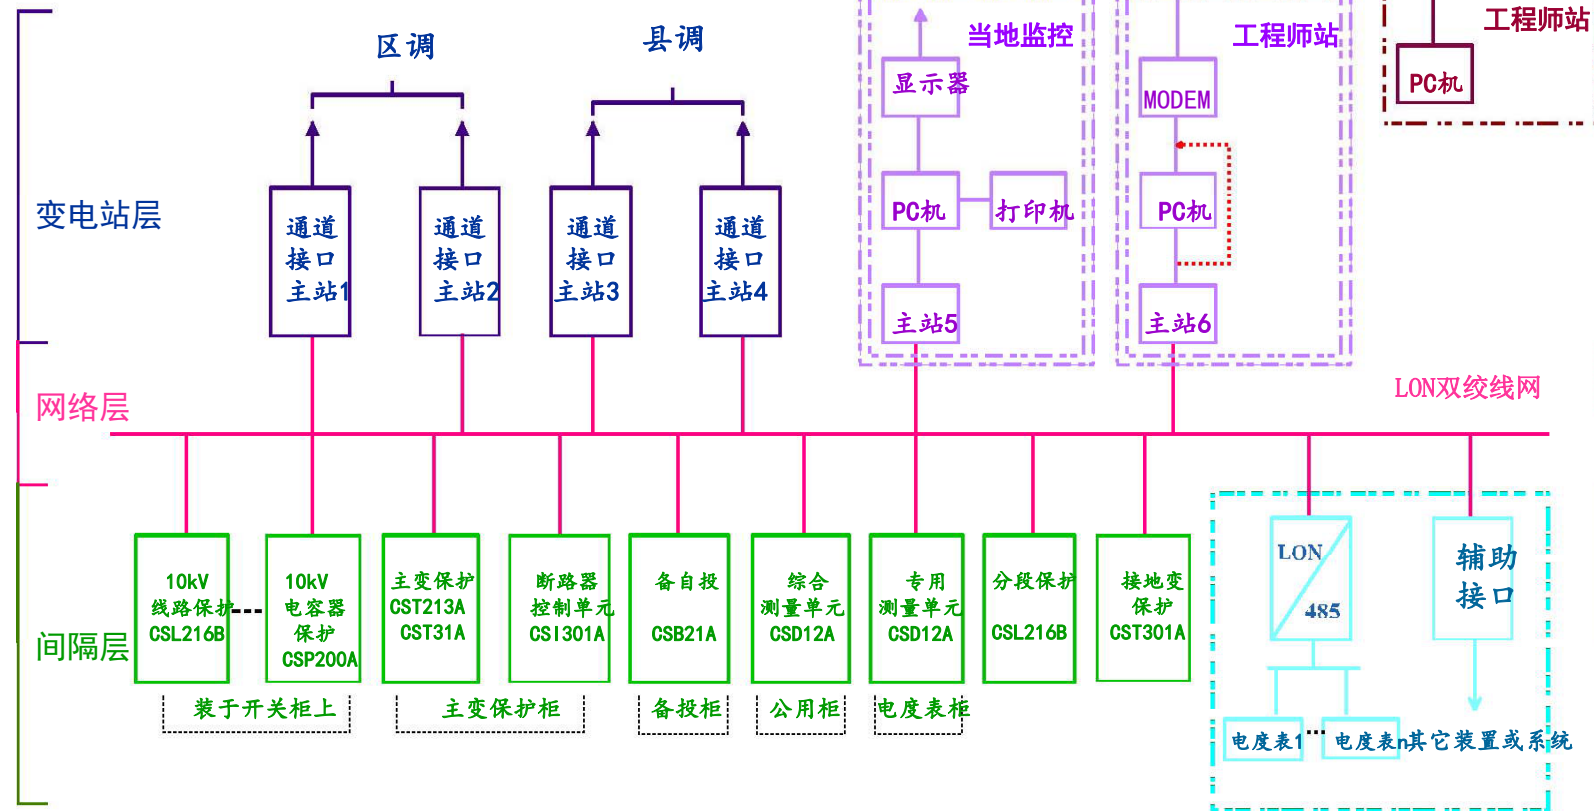 工程师站
当地监控
工程师站
区调
县调
显示器
MODEM
PC机
变电站层
通道
接口
主站1
通道
接口
主站2
通道
接口
主站3
通道
接口
主站4
PC机
打印机
PC机
主站5
主站6
网络层
LON双绞线网
间隔层
10kV
线路保护
CSL216B
10kV
电容器
保护
CSP200A
主变保护
CST213A
CST31A
断路器
控制单元
CSI301A
备自投
CSB21A
综合
测量单元
CSD12A
专用
测量单元
CSD12A
分段保护
CSL216B
接地变
保护
CST301A
LON
485
辅助
接口
装于开关柜上
主变保护柜
备投柜
公用柜
电度表柜
电度表1
电度表n
其它装置或系统